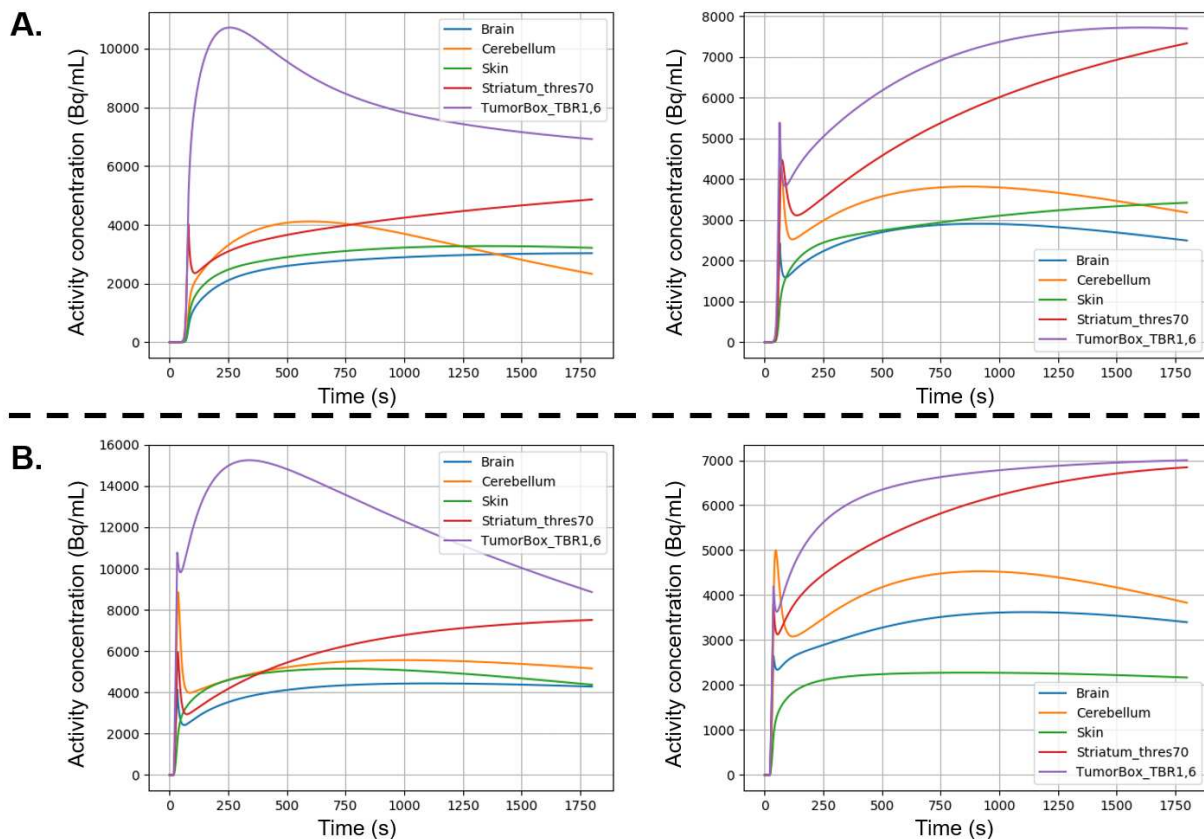 A.
Activity concentration (Bq/mL)
10000
8000
6000
4000
2000
0
0 250 500 750 1000 1250 1500 1750
Time (s)
Brain
Cerebellum
Skin
Striatum_thres70
TumorBox_TBR1,6
Activity concentration (Bq/mL)
8000
7000
6000
5000
4000
3000
2000
1000
0
0 250 500 750 1000 1250 1500 1750
Time (s)
Brain
Cerebellum
Skin
Striatum_thres70
TumorBox_TBR1,6
B.
Activity concentration (Bq/mL)
16000
14000
12000
10000
8000
6000
4000
2000
0
0 250 500 750 1000 1250 1500 1750
Time (s)
Brain
Cerebellum
Skin
Striatum_thres70
TumorBox_TBR1,6
Activity concentration (Bq/mL)
7000
6000
5000
4000
3000
2000
1000
0
0 250 500 750 1000 1250 1500 1750
Time (s)
Brain
Cerebellum
Skin
Striatum_thres70
TumorBox_TBR1,6